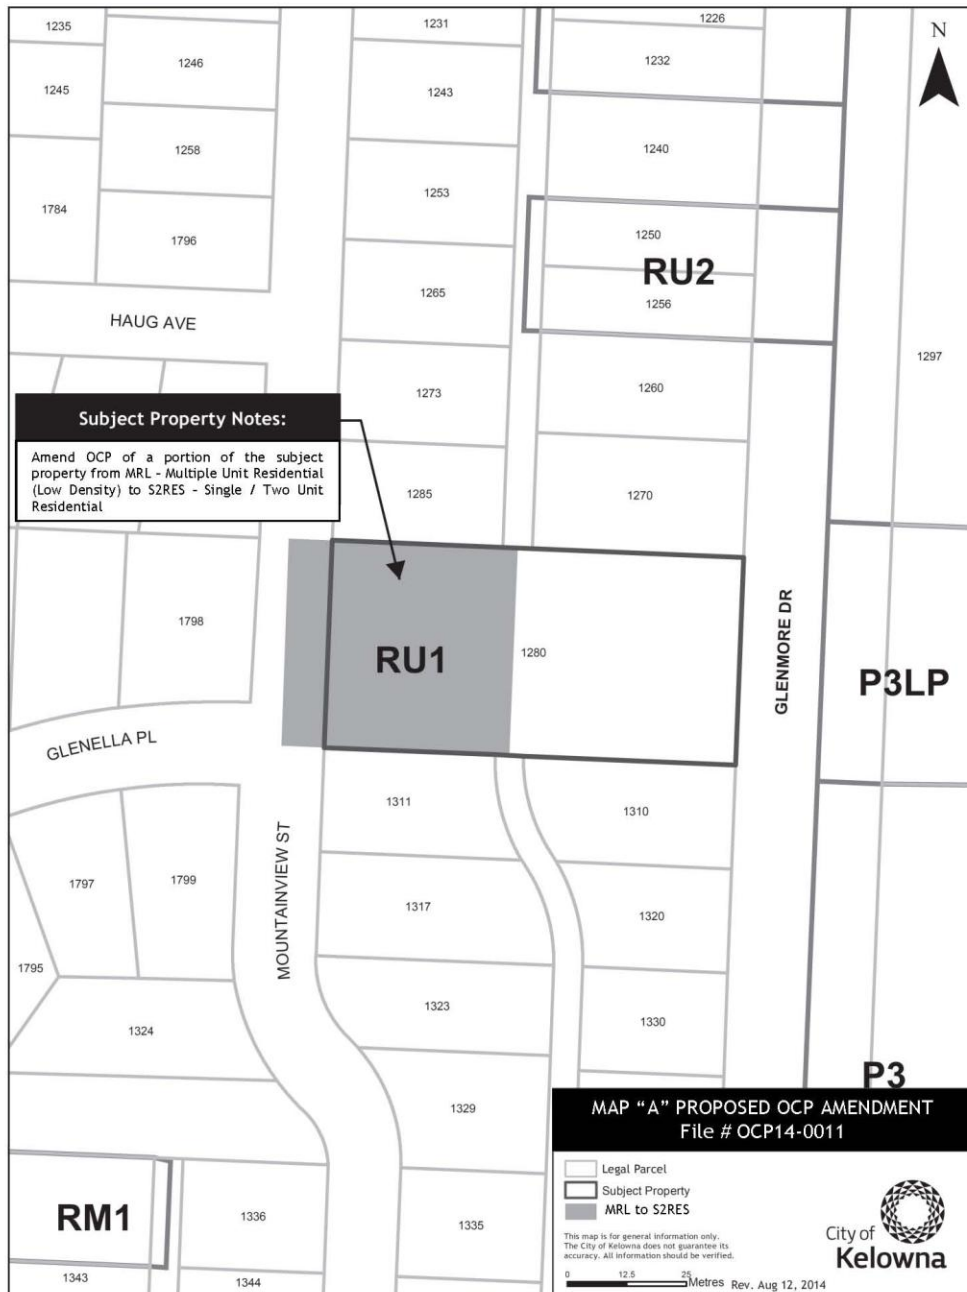 1235
1231
1226
N
1246
1232
1245
1243
1258
1240
1253
1784
1796
1250
RU2
1265
1256
HAUG AVE
1297
1273
1260
Subject Property Notes:
Amend OCP of a portion of the subject
property from MRL - Multiple Unit Residential
(Low Density) to S2RES - Single / Two Unit
Residential
1285
1270
1798
RU1
1280
GLENMORE DR
P3LP
GLENELLA PL
1311
1310
MOUNTAINVIEW ST
1797
1799
1317
1320
1795
1323
1330
1324
P3
1329
MAP “A” PROPOSED OCP AMENDMENT
File # OCP14-0011
Legal Parcel
Subject Property
MRL to S2RES
This map is for general information only.
The City of Kelowna does not guarantee its
accuracy. All information should be verified.
0 12.5 25 Metres Rev. Aug 12, 2014
City of
Kelowna
RM1
1336
1335
1343
1344